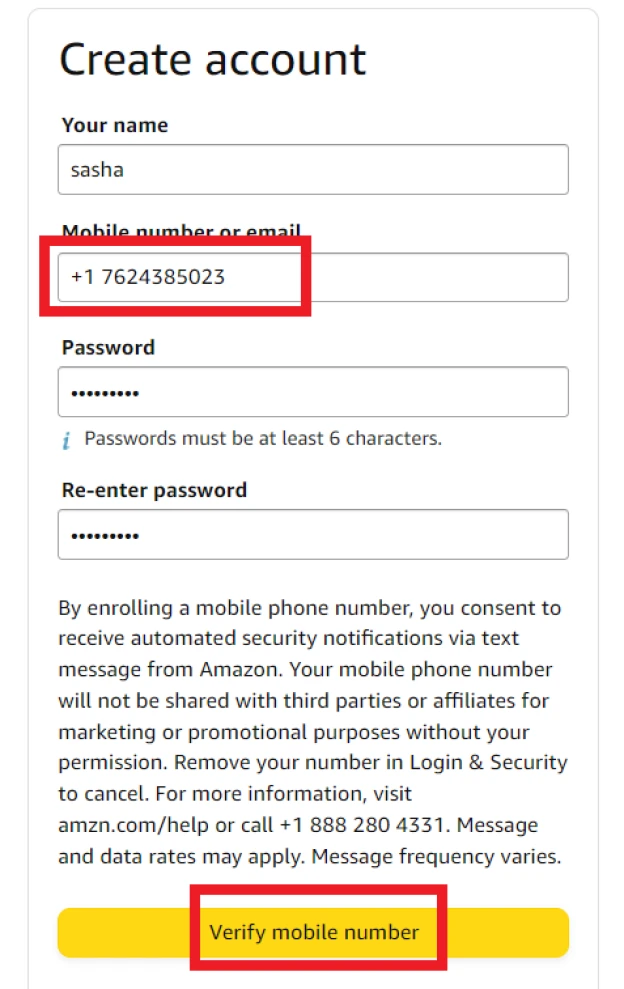 Create account
Your name
sasha
Mobile number or email
+1 7624385023
Password
•••••••••
i Passwords must be at least 6 characters.
Re-enter password
•••••••••
By enrolling a mobile phone number, you consent to
receive automated security notifications via text
message from Amazon. Your mobile phone number
will not be shared with third parties or affiliates for
marketing or promotional purposes without your
permission. Remove your number in Login & Security
to cancel. For more information, visit
amzn.com/help or call +1 888 280 4331. Message
and data rates may apply. Message frequency varies.
Verify mobile number